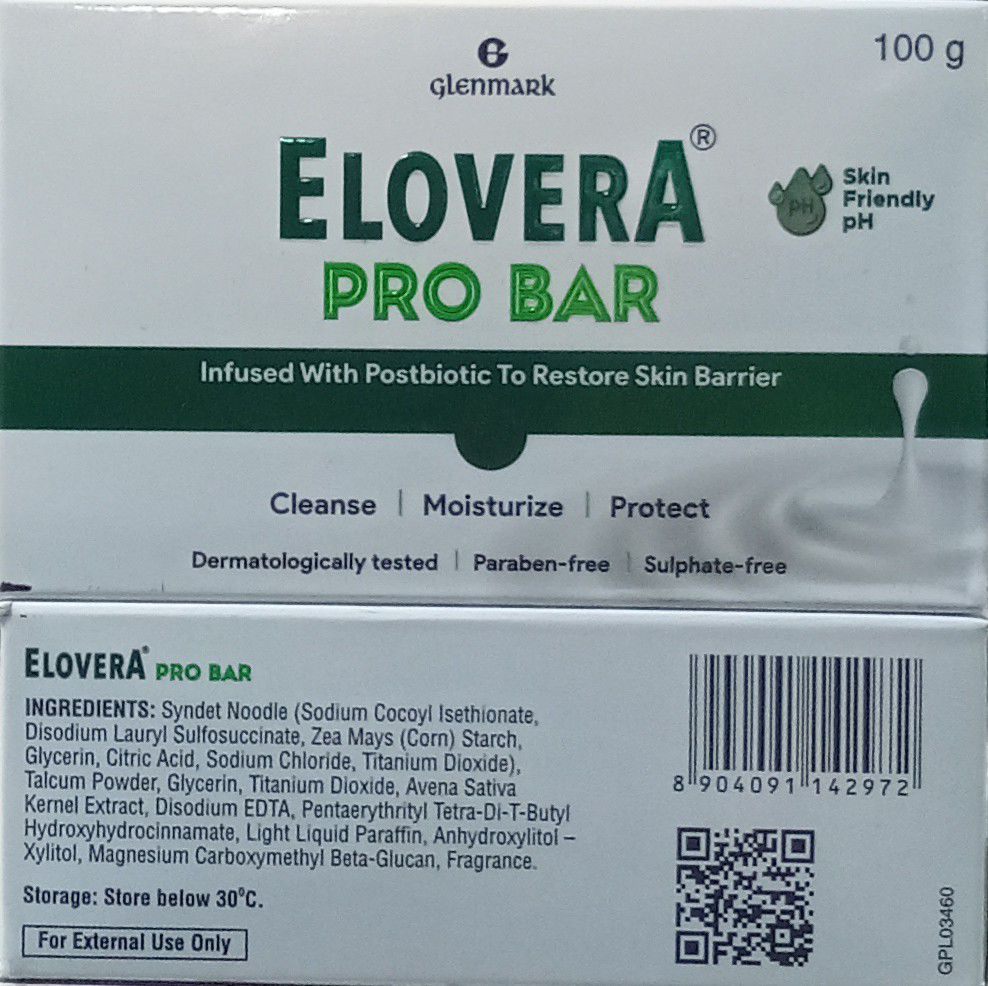 Glenmark
100 g
ELOVERA®
PRO BAR
pH
Skin
Friendly
pH
Infused With Postbiotic To Restore Skin Barrier
Cleanse | Moisturize | Protect
Dermatologically tested | Paraben-free | Sulphate-free
ELOVERA® PRO BAR
INGREDIENTS: Syndet Noodle (Sodium Cocoyl Isethionate,
Disodium Lauryl Sulfosuccinate, Zea Mays (Corn) Starch,
Glycerin, Citric Acid, Sodium Chloride, Titanium Dioxide),
Talcum Powder, Glycerin, Titanium Dioxide, Avena Sativa
Kernel Extract, Disodium EDTA, Pentaerythrityl Tetra-Di-T-Butyl
Hydroxyhydrocinnamate, Light Liquid Paraffin, Anhydroxylitol –
Xylitol, Magnesium Carboxymethyl Beta-Glucan, Fragrance.
Storage: Store below 30°C.
For External Use Only
8 904091 142972
GPL03460